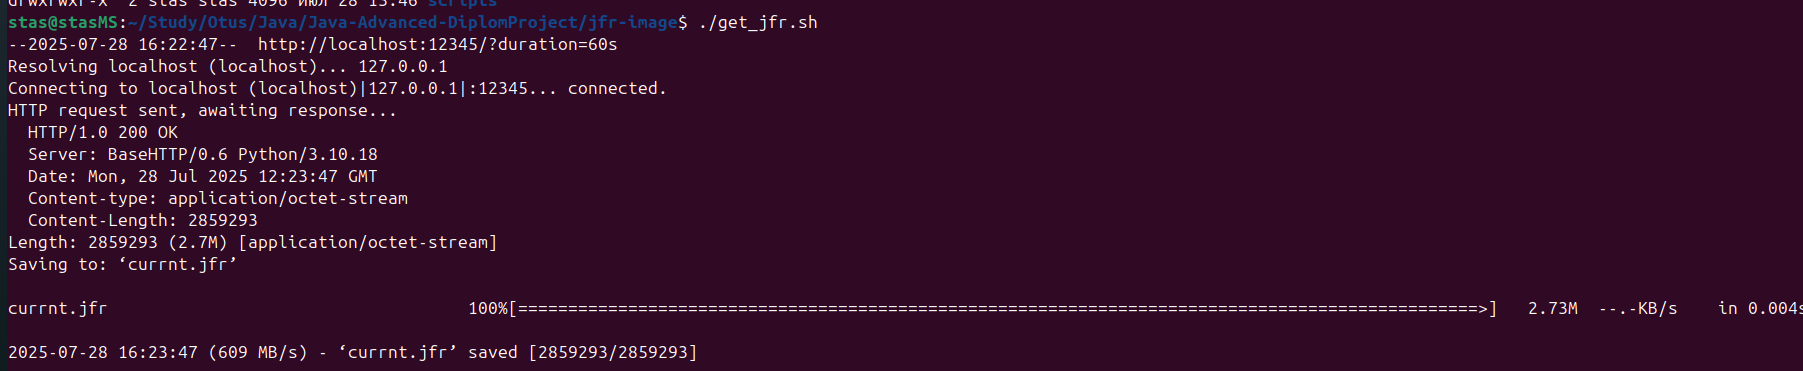 drwxrwxr-x  2 stas stas 4096 июл 28 13:46 scripts
stas@stasMS:~/Study/Otus/Java/Java-Advanced-DiplomProject/jfr-image$ ./get_jfr.sh
--2025-07-28 16:22:47--  http://localhost:12345/?duration=60s
Resolving localhost (localhost)... 127.0.0.1
Connecting to localhost (localhost)|127.0.0.1|:12345... connected.
HTTP request sent, awaiting response...
  HTTP/1.0 200 OK
  Server: BaseHTTP/0.6 Python/3.10.18
  Date: Mon, 28 Jul 2025 12:23:47 GMT
  Content-type: application/octet-stream
  Content-Length: 2859293
Length: 2859293 (2.7M) [application/octet-stream]
Saving to: ‘currnt.jfr’
currnt.jfr 100%[================================================================================================>] 2.73M --.-KB/s in 0.004s
2025-07-28 16:23:47 (609 MB/s) - ‘currnt.jfr’ saved [2859293/2859293]